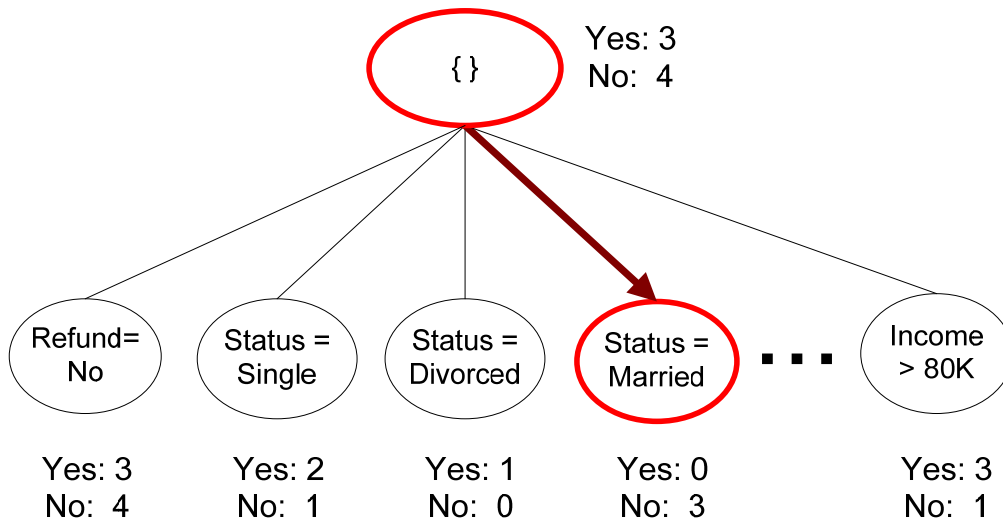 { }
Yes: 3
No: 4
Refund=
No
Status =
Single
Status =
Divorced
Status =
Married
...
Income
> 80K
Yes: 3
No: 4
Yes: 2
No: 1
Yes: 1
No: 0
Yes: 0
No: 3
Yes: 3
No: 1